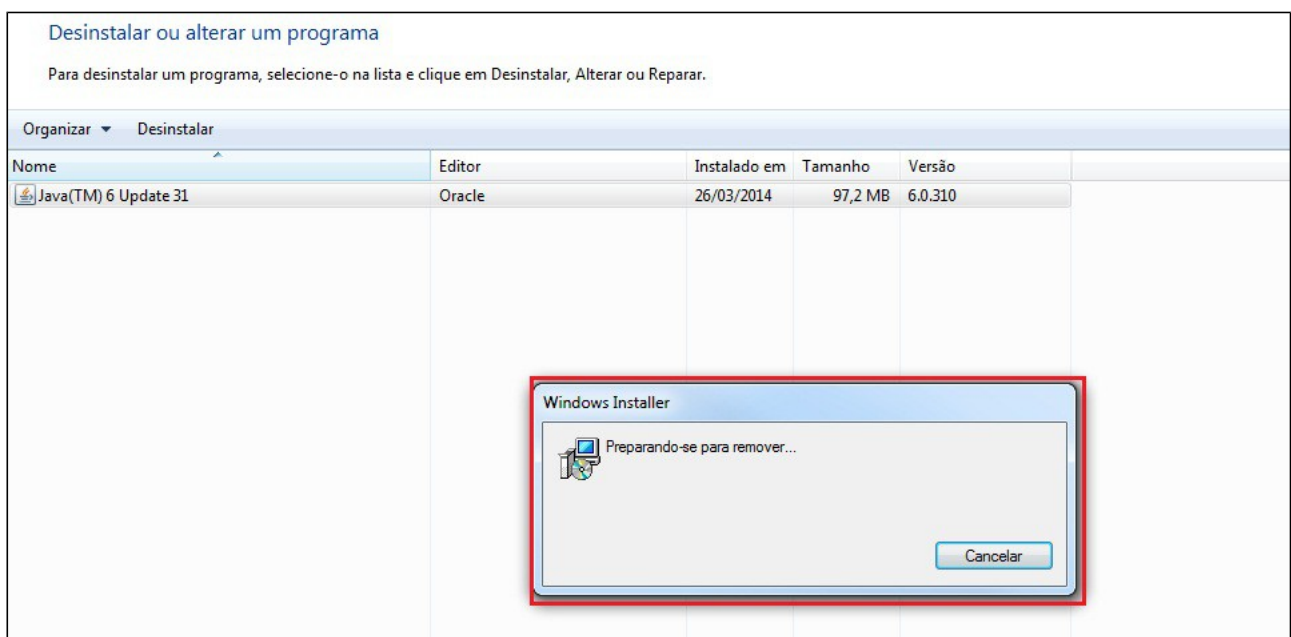 Desinstalar ou alterar um programa
Para desinstalar um programa, selecione-o na lista e clique em Desinstalar, Alterar ou Reparar.
Organizar Desinstalar
Nome Editor Instalado em Tamanho Versão
Java(TM) 6 Update 31 Oracle 26/03/2014 97,2 MB 6.0.310
Windows Installer
Preparando-se para remover...
Cancelar